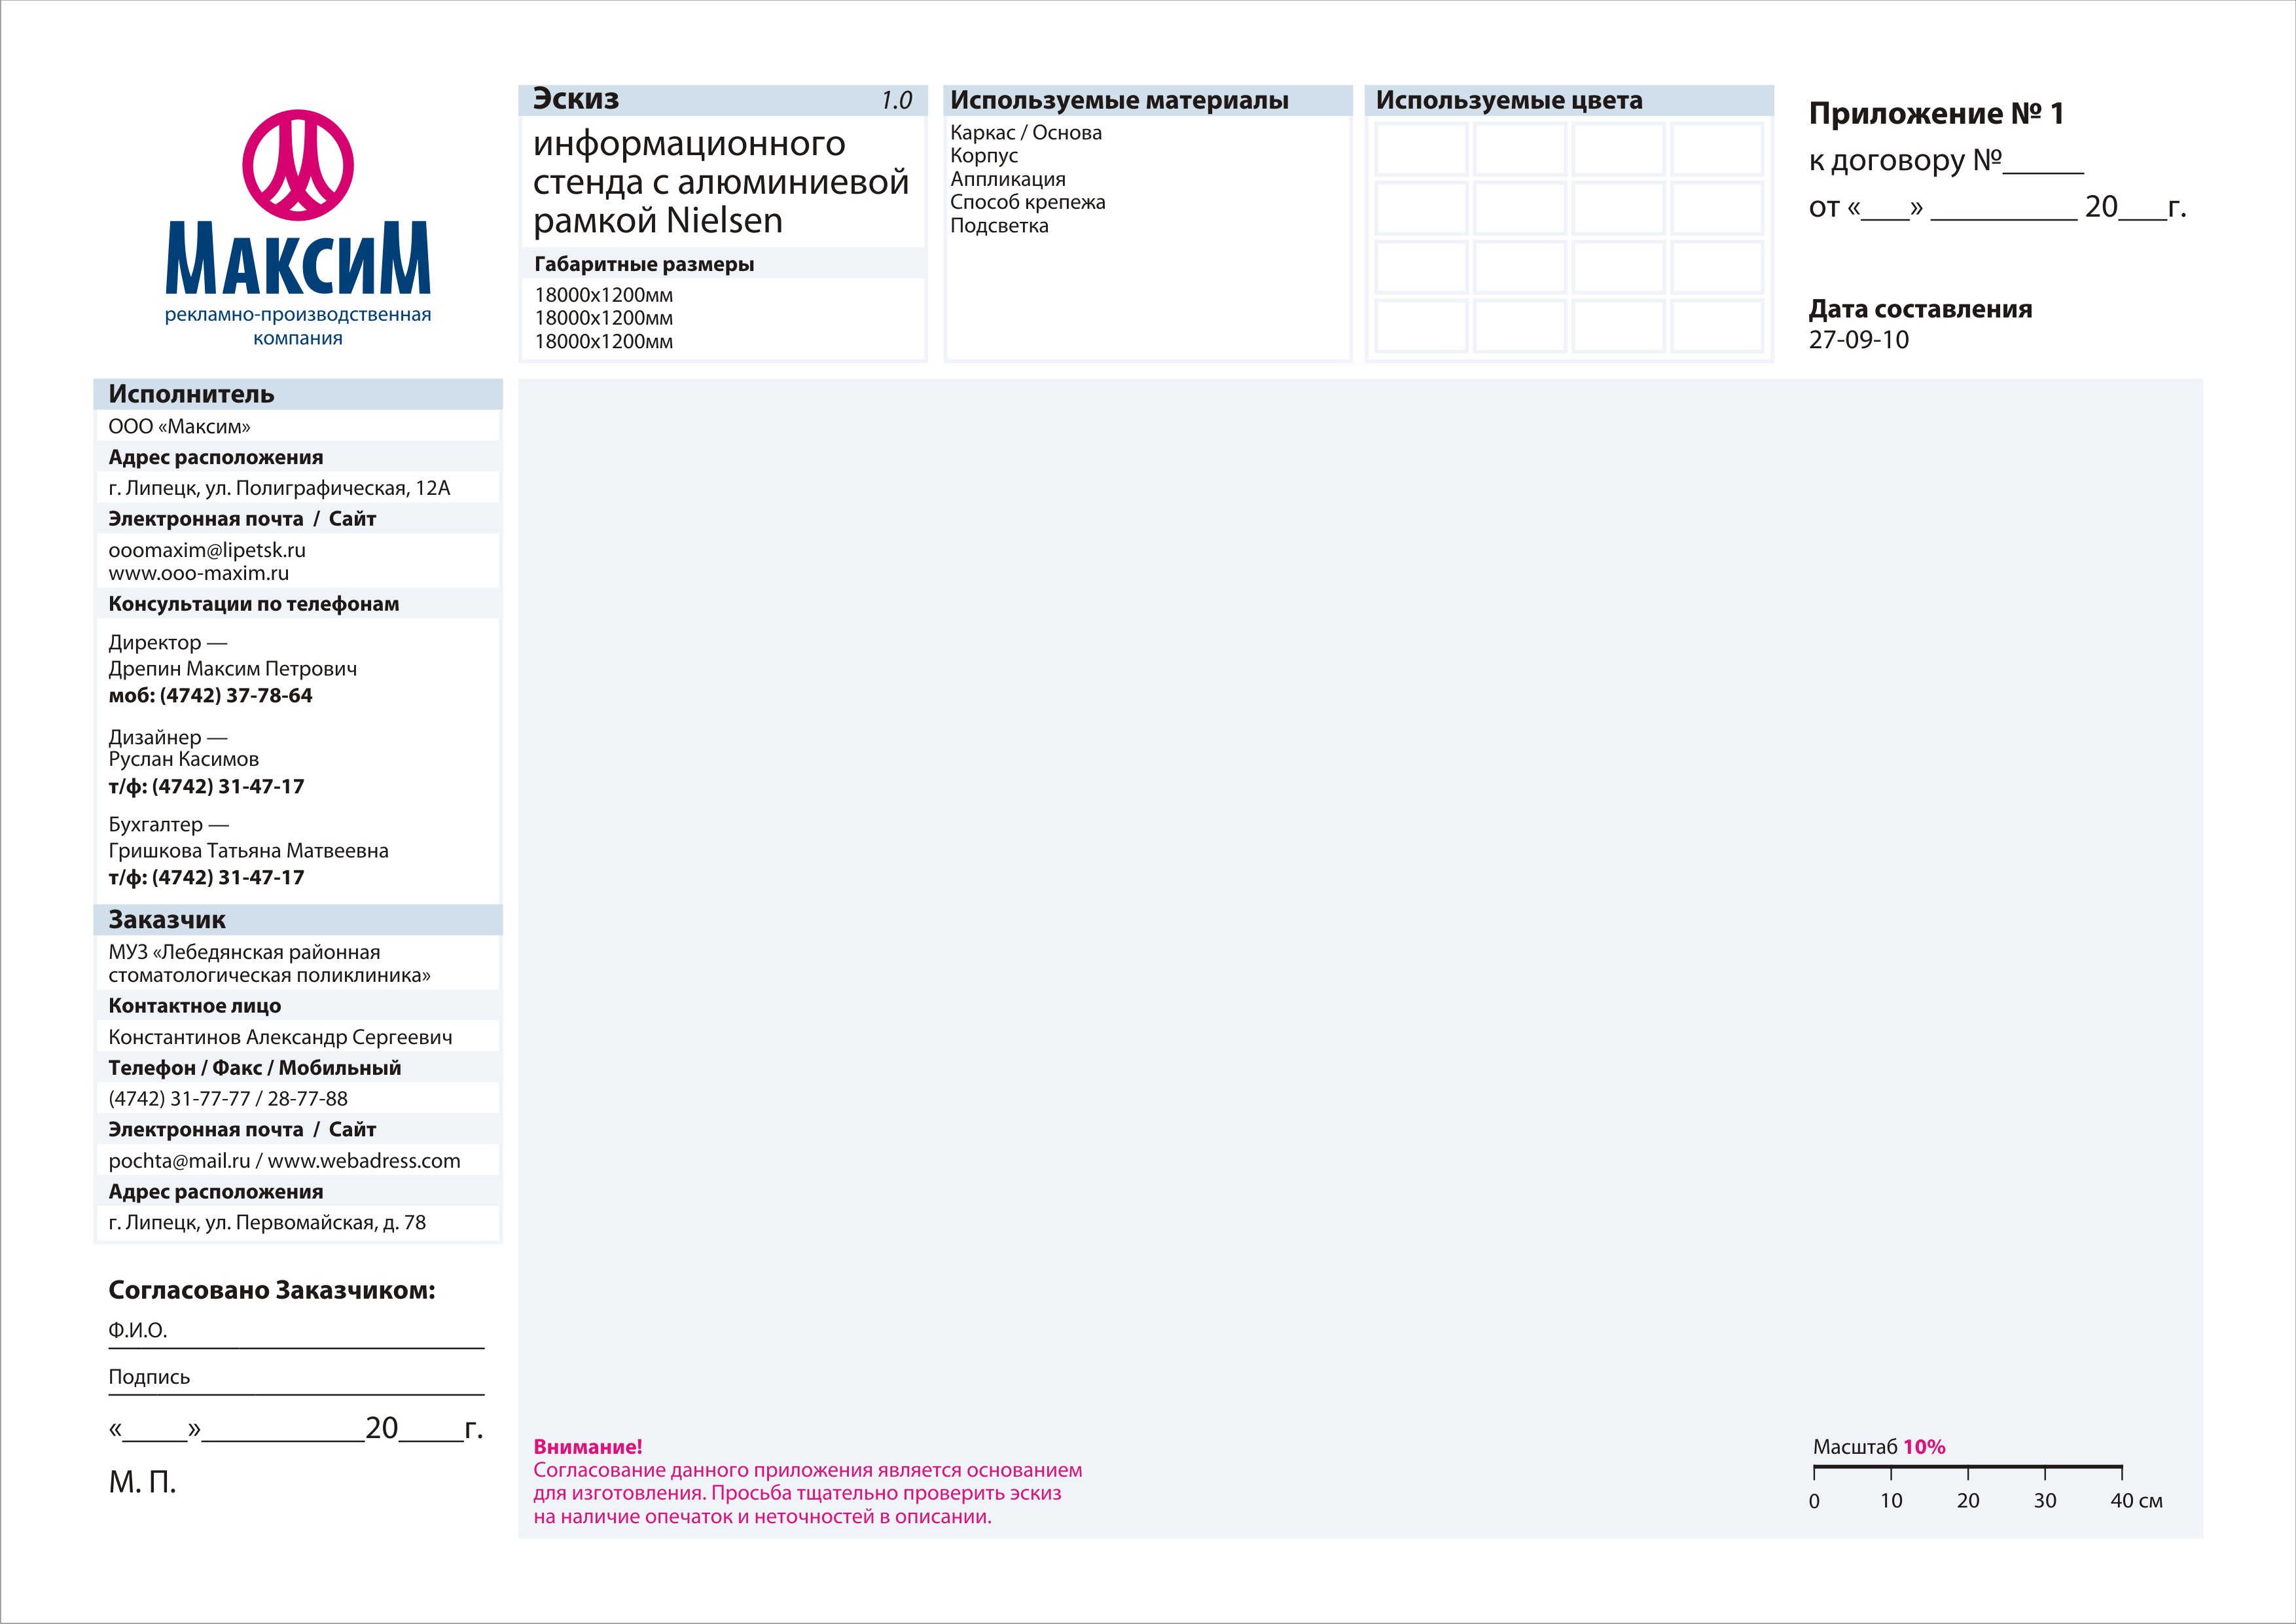 МаксиМ
рекламно-производственная
компания
Эскиз 1.0
информационного
стенда с алюминиевой
рамкой Nielsen
Габаритные размеры
18000х1200мм
18000х1200мм
18000х1200мм
Используемые материалы
Каркас / Основа
Корпус
Аппликация
Способ крепежа
Подсветка
Используемые цвета
Приложение № 1
к договору №______
от «___» _________ 20___г.
Дата составления
27-09-10
Исполнитель
ООО «Максим»
Адрес расположения
г. Липецк, ул. Полиграфическая, 12А
Электронная почта / Сайт
ooomaxim@lipetsk.ru
www.ooo-maxim.ru
Консультации по телефонам
Директор —
Дрепин Максим Петрович
моб: (4742) 37-78-64
Дизайнер —
Руслан Касимов
т/ф: (4742) 31-47-17
Бухгалтер —
Гришкова Татьяна Матвеевна
т/ф: (4742) 31-47-17
Заказчик
МУЗ «Лебедянская районная
стоматологическая поликлиника»
Контактное лицо
Константинов Александр Сергеевич
Телефон / Факс / Мобильный
(4742) 31-77-77 / 28-77-88
Электронная почта / Сайт
pochta@mail.ru / www.webadress.com
Адрес расположения
г. Липецк, ул. Первомайская, д. 78
Согласовано Заказчиком:
Ф.И.О.
Подпись
«____»__________20____г.
М. П.
Внимание!
Согласование данного приложения является основанием
для изготовления. Просьба тщательно проверить эскиз
на наличие опечаток и неточностей в описании.
Масштаб 10%
0 10 20 30 40 см